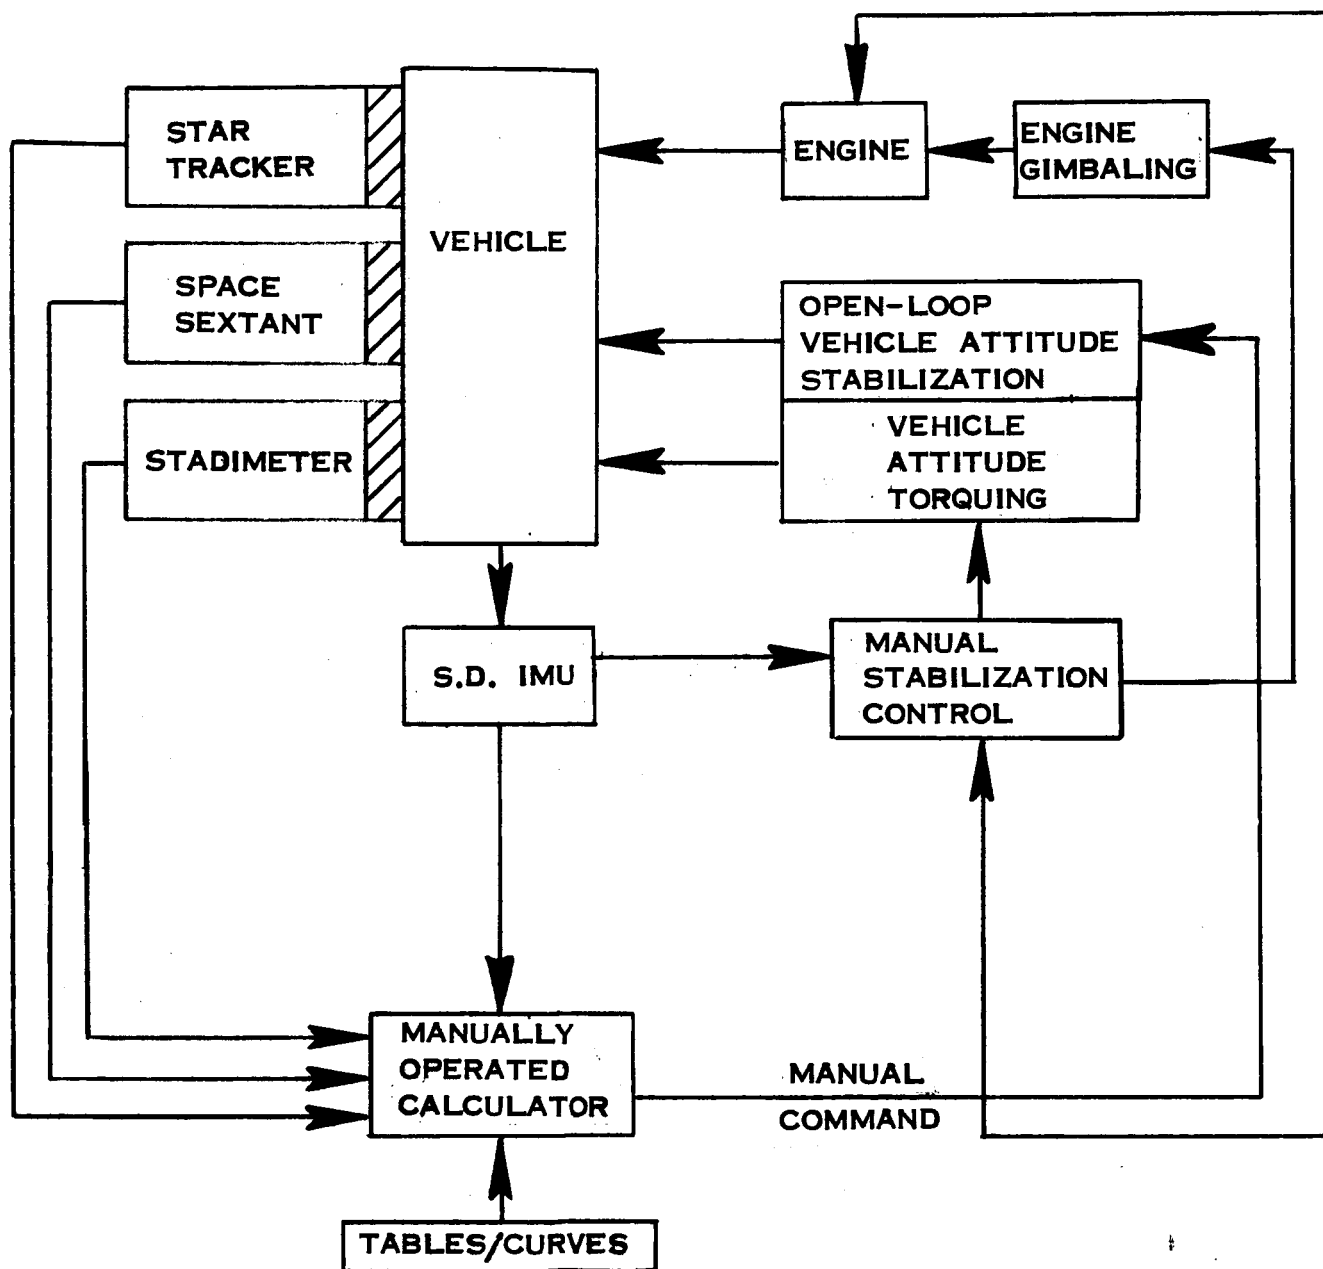 STAR
TRACKER
SPACE
SEXTANT
STADIMETER
VEHICLE
ENGINE
ENGINE
GIMBALING
OPEN-LOOP
VEHICLE ATTITUDE
STABILIZATION
VEHICLE
ATTITUDE
TORQUING
S.D. IMU
MANUAL
STABILIZATION
CONTROL
MANUALLY
OPERATED
CALCULATOR
MANUAL
COMMAND
TABLES/CURVES